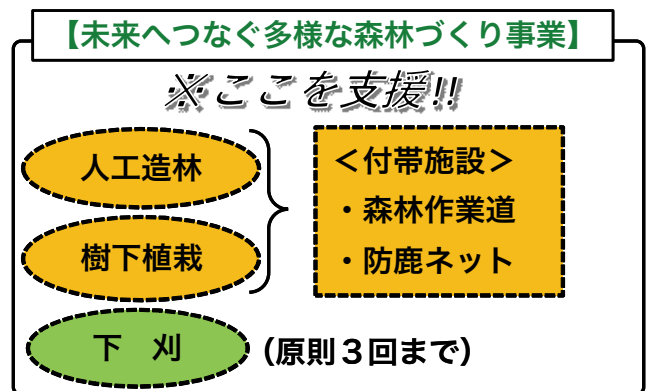 【未来へつなぐ多様な森林づくり事業】
※ここを支援!!
人工造林
樹下植栽
＜付帯施設＞
・森林作業道
・防鹿ネット
下　刈
（原則３回まで）